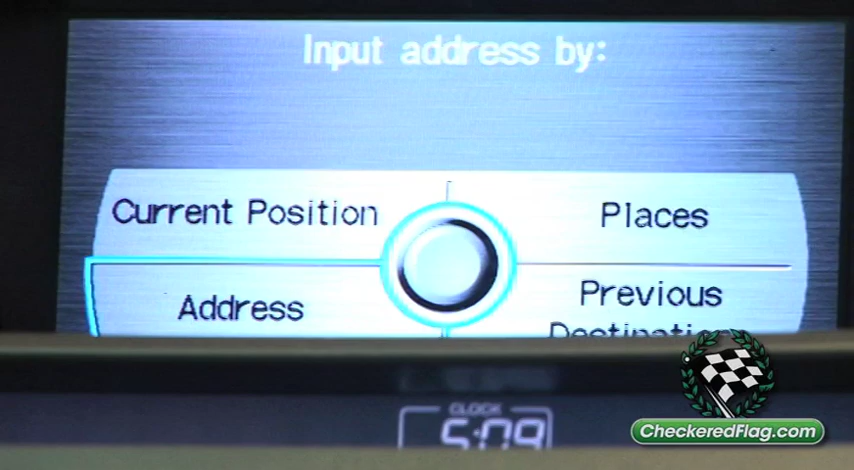 Input address by:
Current Position
Places
Address
Previous
Destination
CLOCK
5:09
CheckeredFlag.com